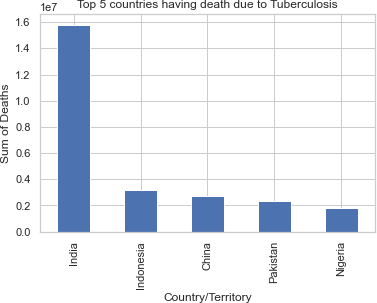 Top 5 countries having death due to Tuberculosis
1e7
1.6
1.4
1.2
1.0
0.8
0.6
0.4
0.2
0.0
Sum of Deaths
India
Indonesia
China
Pakistan
Nigeria
Country/Territory